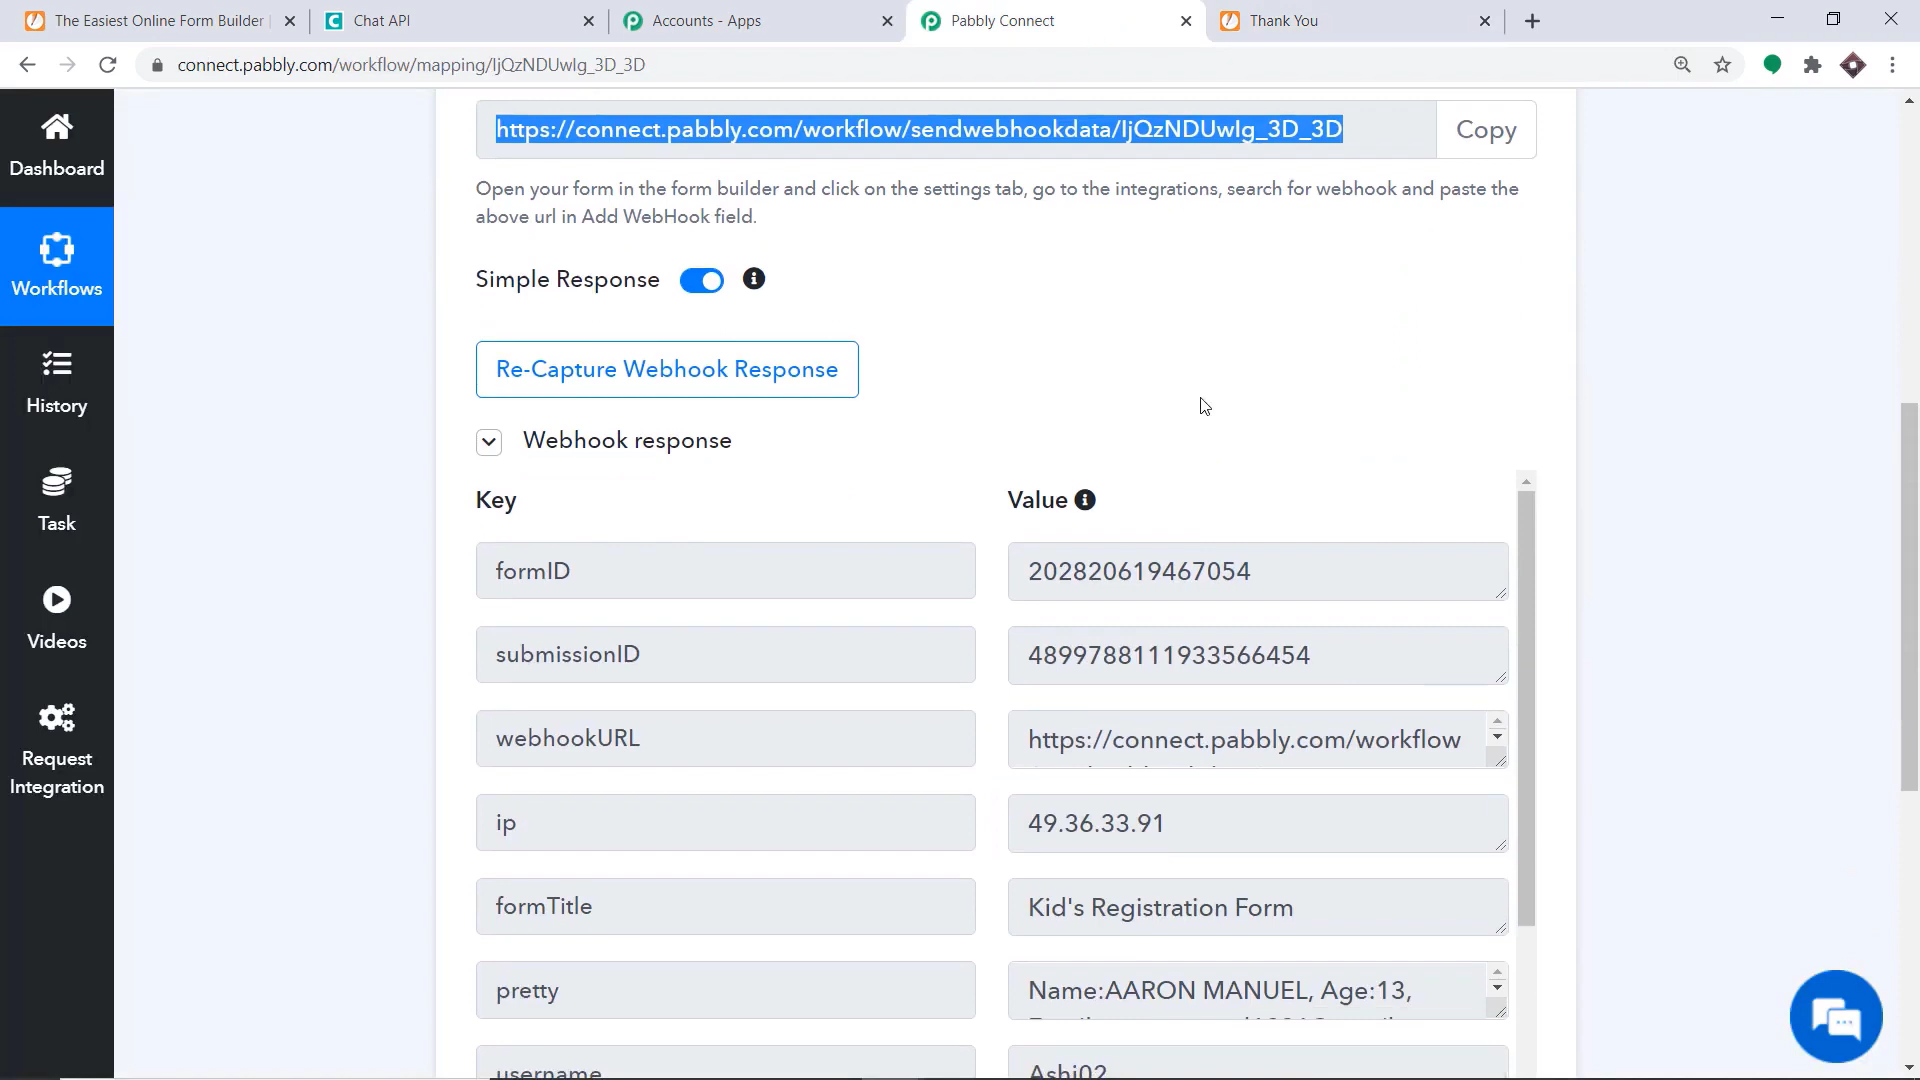 The Easiest Online Form Builder
Chat API
Accounts - Apps
Pabbly Connect
Thank You
connect.pabbly.com/workflow/mapping/IjQzNDUwIg_3D_3D
https://connect.pabbly.com/workflow/sendwebhookdata/IjQzNDUwIg_3D_3D
Copy
Open your form in the form builder and click on the settings tab, go to the integrations, search for webhook and paste the
above url in Add WebHook field.
Simple Response
Re-Capture Webhook Response
Webhook response
Key
Value
formID
202820619467054
submissionID
4899788111933566454
webhookURL
https://connect.pabbly.com/workflow
ip
49.36.33.91
formTitle
Kid's Registration Form
pretty
Name:AARON MANUEL, Age:13,
username
Ashi02
Dashboard
Workflows
History
Task
Videos
Request
Integration